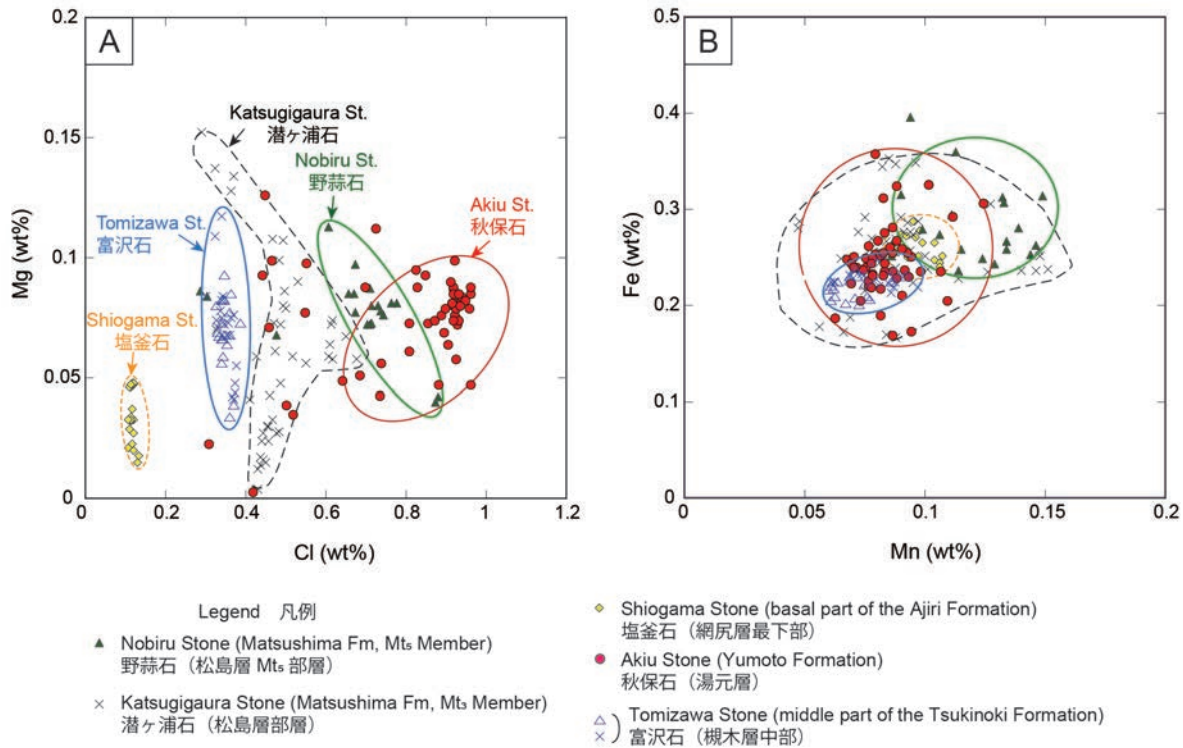 A
Mg (wt%)
0.2
0.15
0.1
0.05
0
0
0.2
0.4
0.6
0.8
1
1.2
Cl (wt%)
Katsugigaura St.
潜ヶ浦石
Nobiru St.
野蒜石
Tomizawa St.
富沢石
Akiu St.
秋保石
Shiogama St.
塩釜石
B
Fe (wt%)
0.5
0.4
0.3
0.2
0.1
0
0
0.05
0.1
0.15
0.2
Mn (wt%)
Legend 凡例
Nobiru Stone (Matsushima Fm, Mt₅ Member)
野蒜石（松島層 Mt₅ 部層）
Katsugigaura Stone (Matsushima Fm, Mt₃ Member)
潜ヶ浦石（松島層部層）
Shiogama Stone (basal part of the Ajiri Formation)
塩釜石（網尻層最下部）
Akiu Stone (Yumoto Formation)
秋保石（湯元層）
Tomizawa Stone (middle part of the Tsukinoki Formation)
富沢石（槻木層中部）